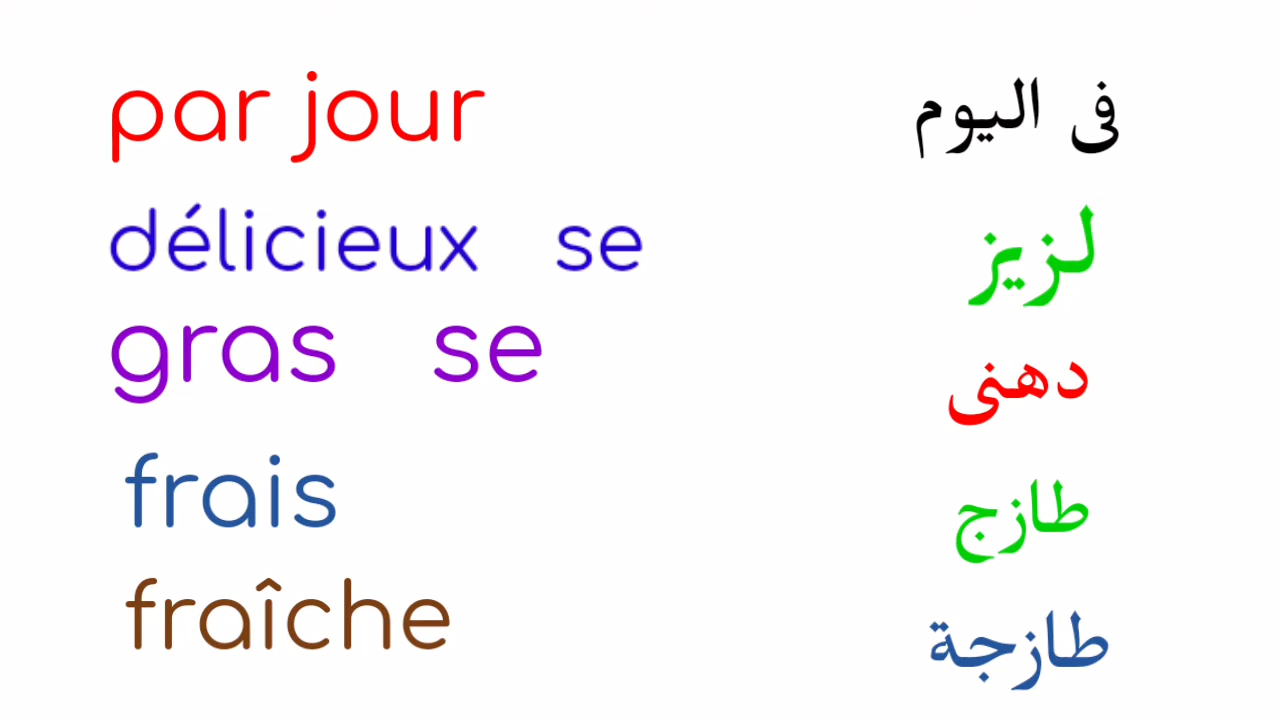 par jour فى اليوم
délicieux se لزيز
gras se دهنى
frais طازج
fraîche طازجة